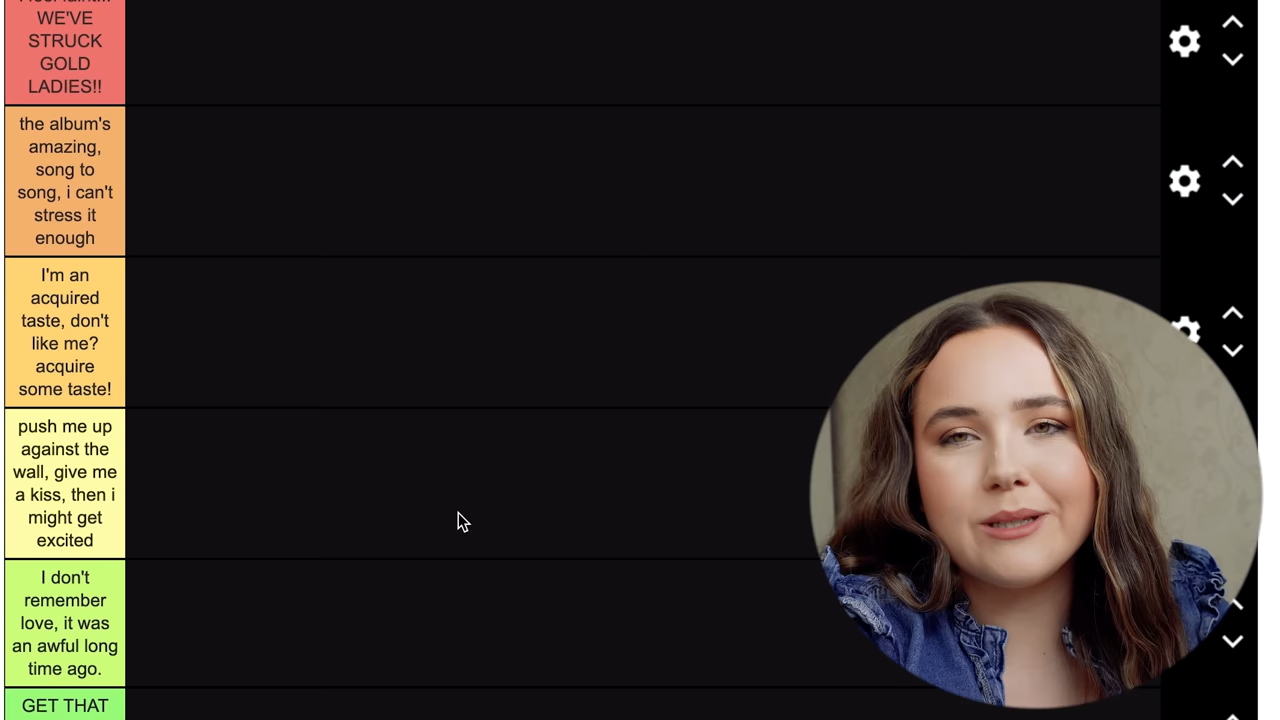 WE'VE
STRUCK
GOLD
LADIES!!
the album's
amazing,
song to
song, i can't
stress it
enough
I'm an
acquired
taste, don't
like me?
acquire
some taste!
push me up
against the
wall, give me
a kiss, then i
might get
excited
I don't
remember
love, it was
an awful long
time ago.
GET THAT